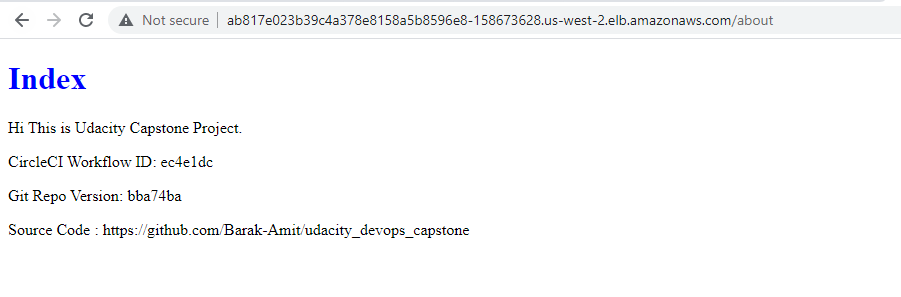 Not secure | ab817e023b39c4a378e8158a5b8596e8-158673628.us-west-2.elb.amazonaws.com/about
Index
Hi This is Udacity Capstone Project.
CircleCI Workflow ID: ec4e1dc
Git Repo Version: bba74ba
Source Code : https://github.com/Barak-Amit/udacity_devops_capstone